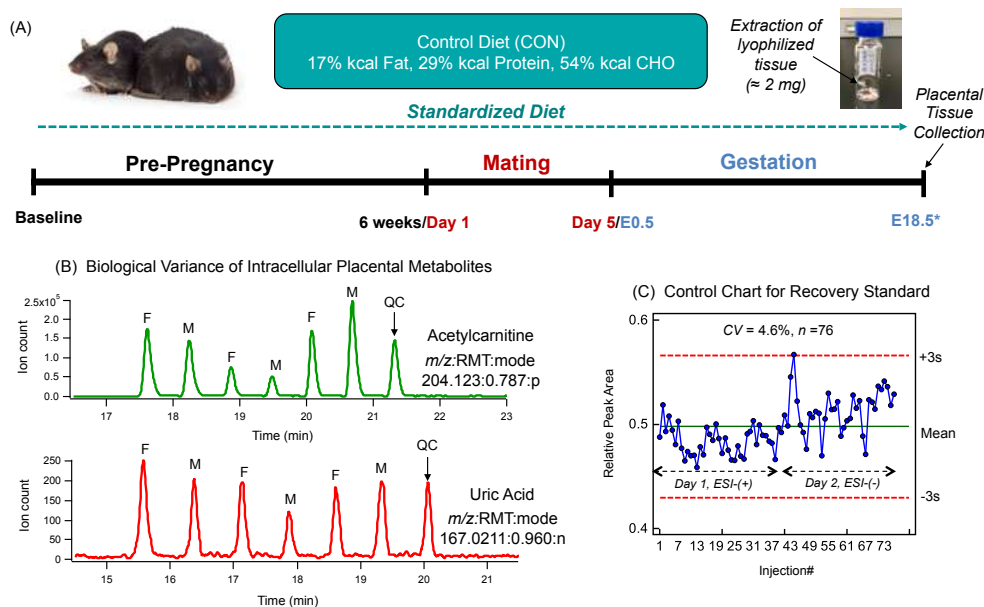 (A)
Control Diet (CON)
17% kcal Fat, 29% kcal Protein, 54% kcal CHO
Extraction of
lyophilized
tissue
(≈ 2 mg)
Placental
Tissue
Collection
Standardized Diet
Pre-Pregnancy
Mating
Gestation
Baseline
6 weeks/Day 1
Day 5/E0.5
E18.5*
(B) Biological Variance of Intracellular Placental Metabolites
Ion count
2.5x10⁵
2.0
1.5
1.0
0.5
0.0
F
M
F
M
F
M
QC
Acetylcarnitine
m/z:RMT:mode
204.123:0.787:p
17
18
19
20
21
22
23
Time (min)
Ion count
250
200
150
100
50
0
F
M
F
M
F
M
QC
Uric Acid
m/z:RMT:mode
167.0211:0.960:n
15
16
17
18
19
20
21
Time (min)
(C) Control Chart for Recovery Standard
Relative Peak Area
0.6
0.5
0.4
CV = 4.6%, n =76
+3s
Mean
-3s
Day 1, ESI-(+)
Day 2, ESI-(-)
1 7 13 19 25 31 37 43 49 55 61 67 73
Injection#